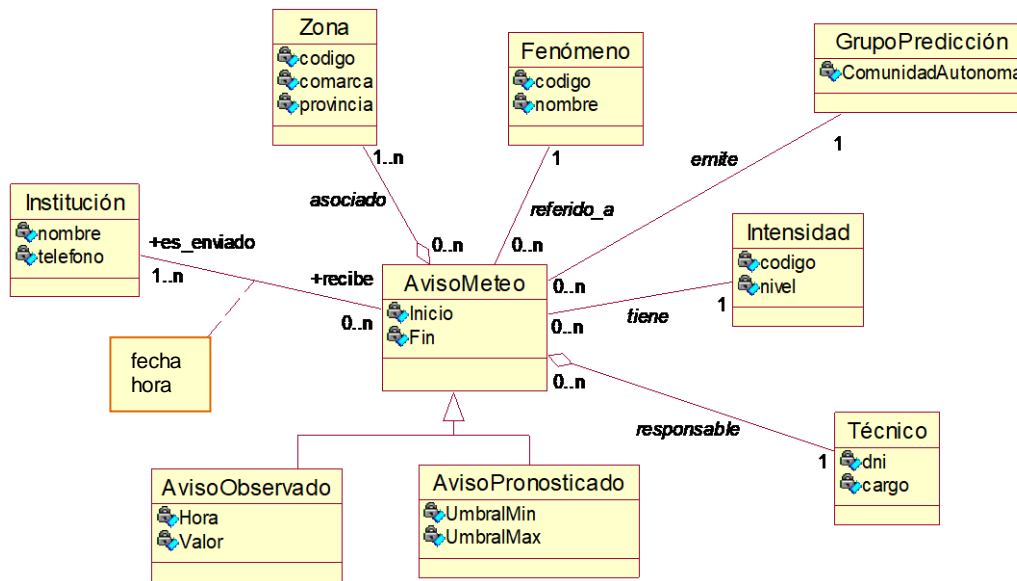 Zona
codigo
comarca
provincia
Fenómeno
codigo
nombre
GrupoPredicción
ComunidadAutonoma
1..n
1
1
emite
asociado
referido_a
Institución
nombre
telefono
+es_enviado
1..n
0..n
0..n
Intensidad
codigo
nivel
+recibe
0..n
AvisoMeteo
Inicio
Fin
0..n
0..n
tiene
1
fecha
hora
0..n
responsable
1
Técnico
dni
cargo
AvisoObservado
Hora
Valor
AvisoPronosticado
UmbralMin
UmbralMax